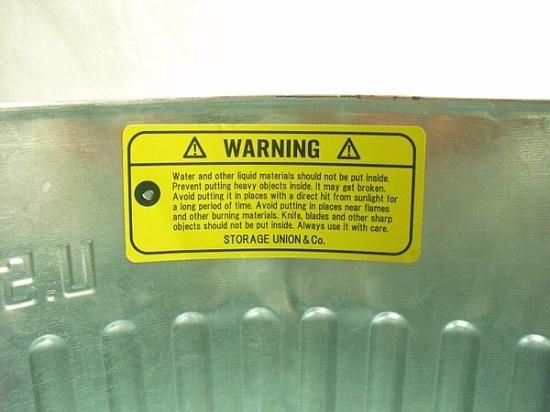 WARNING
Water and other liquid materials should not be put inside.
Prevent putting heavy objects inside. It may get broken.
Avoid putting it in places with a direct hit from sunlight for
a long period of time. Avoid putting in places near flames
and other burning materials. Knife, blades and other sharp
objects should not be put inside. Always use it with care.
STORAGE UNION & Co.
U.S